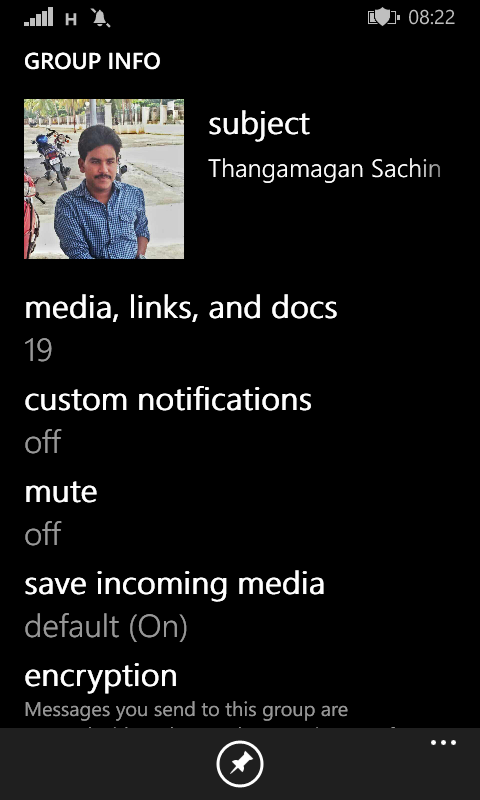 H
08:22
GROUP INFO
subject
Thangamagan Sachin
media, links, and docs
19
custom notifications
off
mute
off
save incoming media
default (On)
encryption
Messages you send to this group are